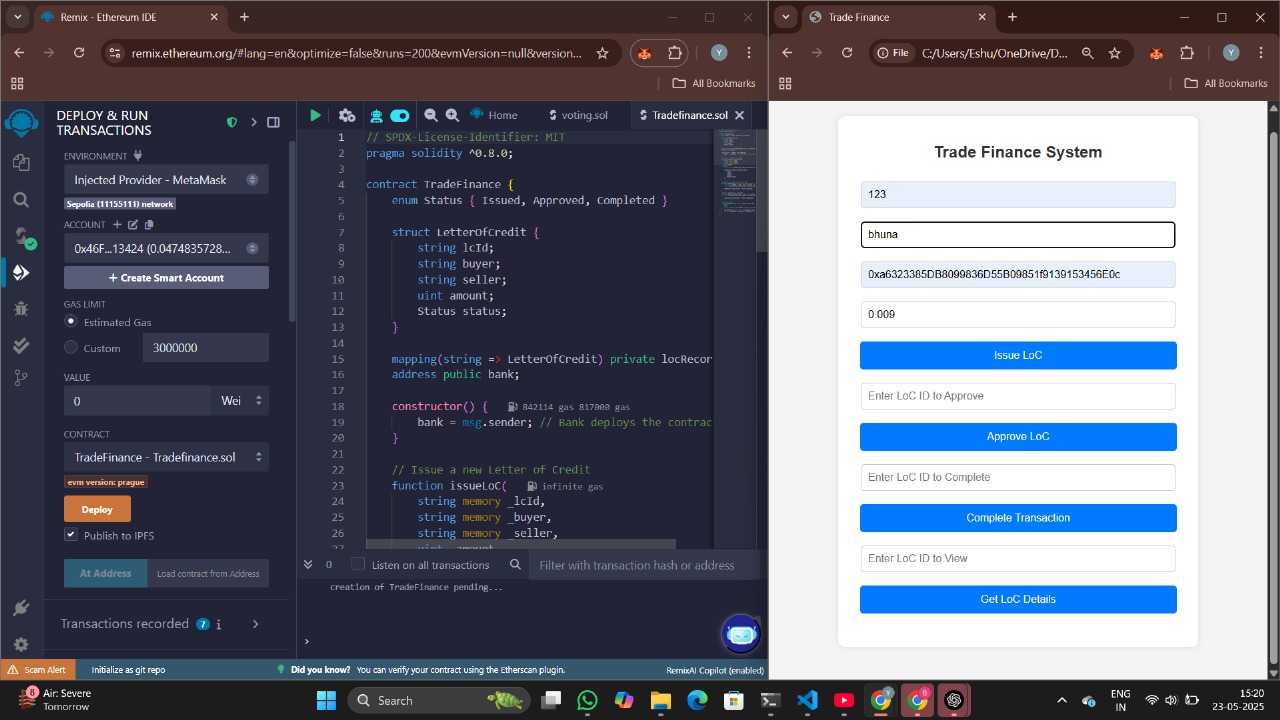 Remix - Ethereum IDE
remix.ethereum.org/#lang=en&optimize=false&runs=200&evmVersion=null&version...
Y
All Bookmarks
DEPLOY & RUN
TRANSACTIONS
ENVIRONMENT
Injected Provider - MetaMask
Sepolia (11155111) network
ACCOUNT
0x46F...13424 (0.0474835728...
+ Create Smart Account
GAS LIMIT
Estimated Gas
Custom
3000000
VALUE
0
Wei
CONTRACT
TradeFinance - Tradefinance.sol
evm version: prague
Deploy
Publish to IPFS
At Address
Load contract from Address
Transactions recorded 7 i
Home
voting.sol
Tradefinance.sol
1 // SPDX-License-Identifier: MIT
2 pragma solidity ^0.8.0;
3
4 contract TradeFinance {
5 enum Status { Issued, Approved, Completed }
6
7 struct LetterOfCredit {
8 string lcId;
9 string buyer;
10 string seller;
11 uint amount;
12 Status status;
13 }
14
15 mapping(string => LetterOfCredit) private locRecor
16 address public bank;
17
18 constructor() { 842114 gas 817000 gas
19 bank = msg.sender; // Bank deploys the contrac
20 }
21
22 // Issue a new Letter of Credit
23 function issueLoC( infinite gas
24 string memory _lcId,
25 string memory _buyer,
26 string memory _seller,
27 uint _amount
0
Listen on all transactions
Filter with transaction hash or address
creation of TradeFinance pending...
>
Scam Alert
Initialize as git repo
Did you know? You can verify your contract using the Etherscan plugin.
RemixAI Copilot (enabled)
Trade Finance
File
C:/Users/Eshu/OneDrive/D...
Y
All Bookmarks
Trade Finance System
123
bhuna
0xa6323385DB8099836D55B09851f9139153456E0c
0.009
Issue LoC
Enter LoC ID to Approve
Approve LoC
Enter LoC ID to Complete
Complete Transaction
Enter LoC ID to View
Get LoC Details
8
Air: Severe
Tomorrow
Search
Y
8
ENG
IN
15:20
23-05-2025